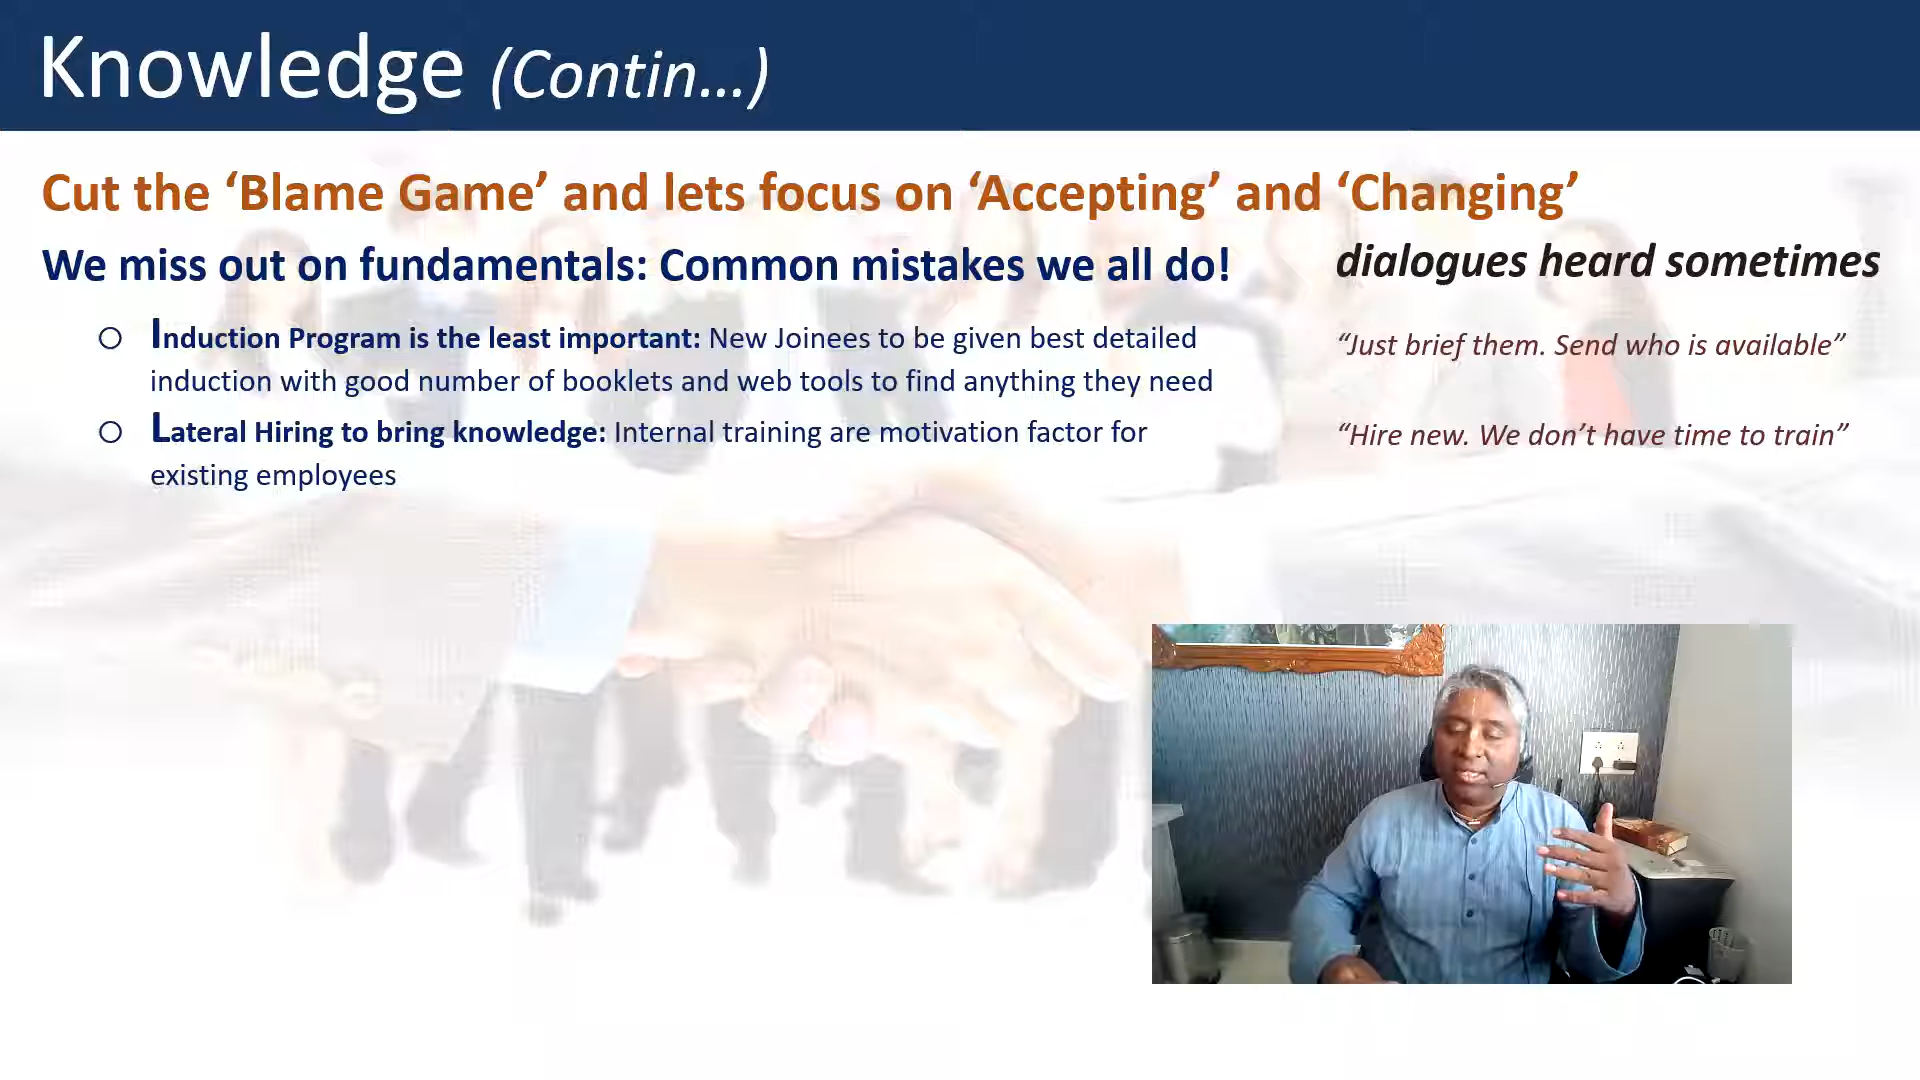 Knowledge (Contin...)
Cut the ‘Blame Game’ and lets focus on ‘Accepting’ and ‘Changing’
We miss out on fundamentals: Common mistakes we all do!
dialogues heard sometimes
Induction Program is the least important: New Joinees to be given best detailed
induction with good number of booklets and web tools to find anything they need
“Just brief them. Send who is available”
Lateral Hiring to bring knowledge: Internal training are motivation factor for
existing employees
“Hire new. We don’t have time to train”